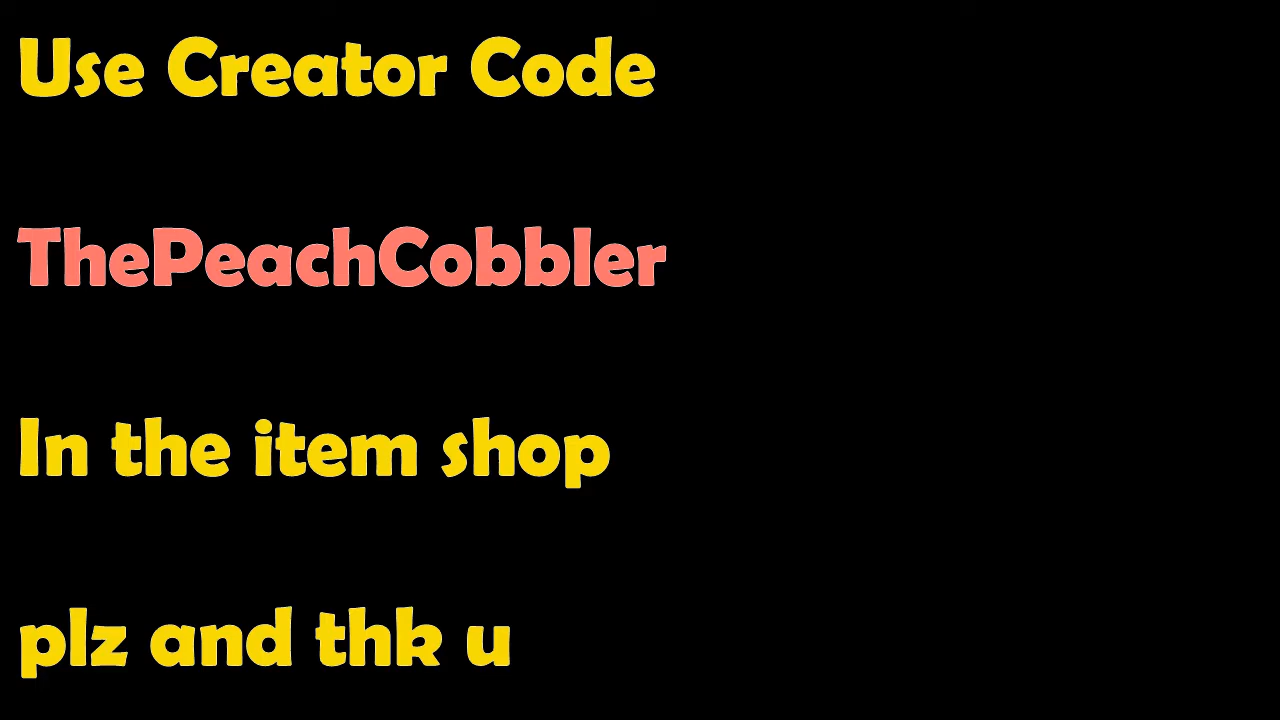 Use Creator Code
ThePeachCobbler
In the item shop
plz and thk u